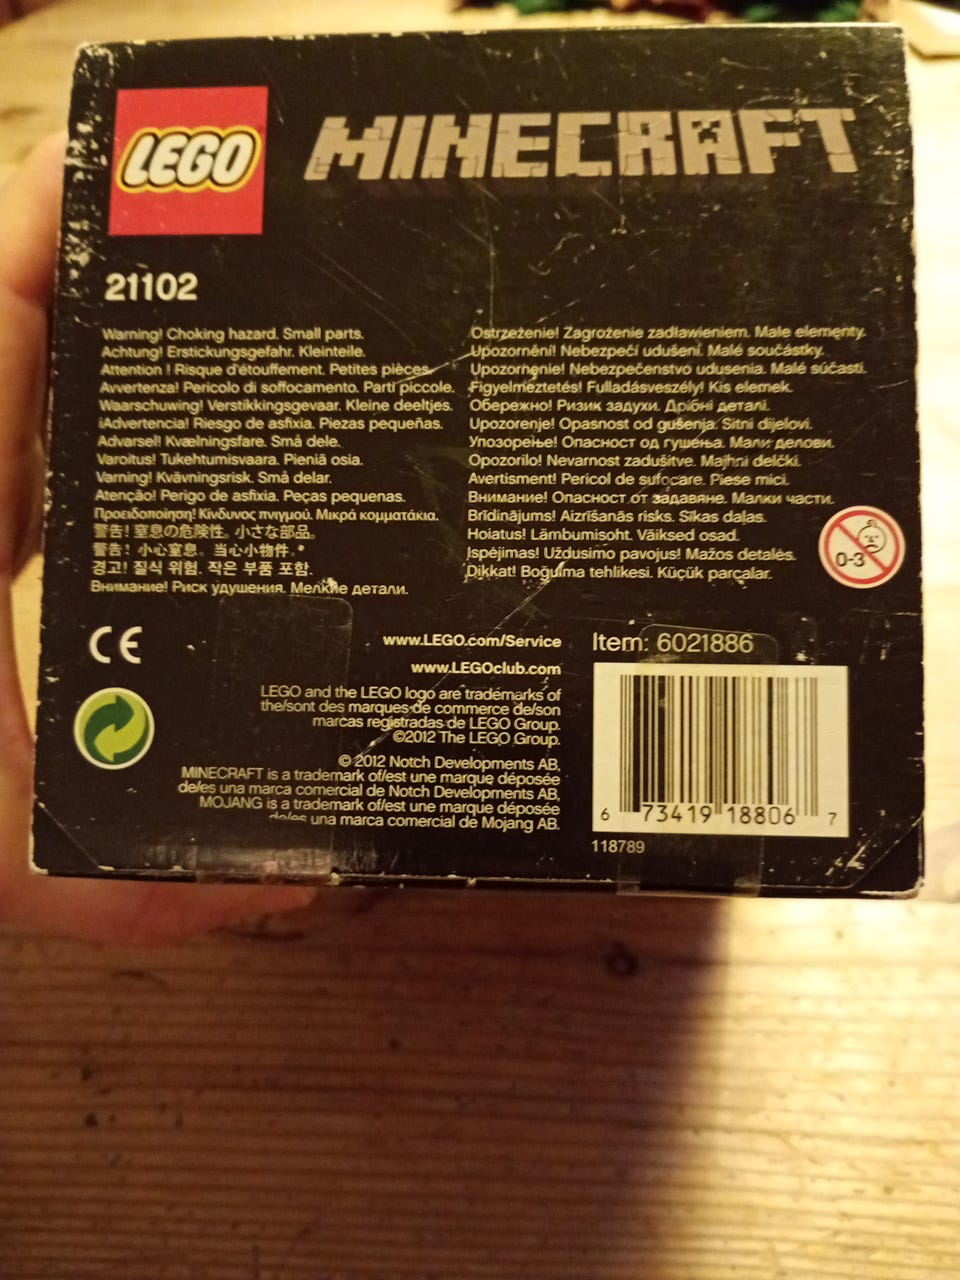 LEGO
MINECRAFT
21102
Warning! Choking hazard. Small parts.
Achtung! Erstickungsgefahr. Kleinteile.
Attention ! Risque d'étouffement. Petites pièces.
Avvertenza! Pericolo di soffocamento. Parti piccole.
Waarschuwing! Verstikkingsgevaar. Kleine deeltjes.
¡Advertencia! Riesgo de asfixia. Piezas pequeñas.
Advarsel! Kvælningsfare. Små dele.
Varoitus! Tukehtumisvaara. Pieniä osia.
Varning! Kvävningsrisk. Små delar.
Atenção! Perigo de asfixia. Peças pequenas.
Προειδοποίηση! Κίνδυνος πνιγμού. Μικρά κομματάκια.
警告! 窒息の危険性。小さな部品。
警告! 小心窒息。当心小物件。*
경고! 질식 위험. 작은 부품 포함.
Внимание! Риск удушения. Мелкие детали.
Ostrzeżenie! Zagrożenie zadławieniem. Małe elementy.
Upozornění! Nebezpečí udušení. Malé součástky.
Upozornenie! Nebezpečenstvo udusenia. Malé súčasti.
Figyelmeztetés! Fulladásveszély! Kis elemek.
Обережно! Ризик задухи. Дрібні деталі.
Upozorenje! Opasnost od gušenja. Sitni dijelovi.
Упозорење! Опасност од гушења. Мали делови.
Opozorilo! Nevarnost zadušitve. Majhni delčki.
Avertisment! Pericol de sufocare. Piese mici.
Внимание! Опасност от задавяне. Малки части.
Brīdinājums! Aizrīšanās risks. Sīkas daļas.
Hoiatus! Lämbumisoht. Väiksed osad.
Įspėjimas! Uždusimo pavojus! Mažos detalės.
Dikkat! Boğulma tehlikesi. Küçük parçalar.
0-3
CE
www.LEGO.com/Service
www.LEGOclub.com
LEGO and the LEGO logo are trademarks of
the/sont des marques de commerce de/son
marcas registradas de LEGO Group.
©2012 The LEGO Group.
© 2012 Notch Developments AB,
MINECRAFT is a trademark of/est une marque déposée
de/es una marca comercial de Notch Developments AB,
MOJANG is a trademark of/est une marque déposée
de/es una marca comercial de Mojang AB.
Item: 6021886
6 73419 18806 7
118789